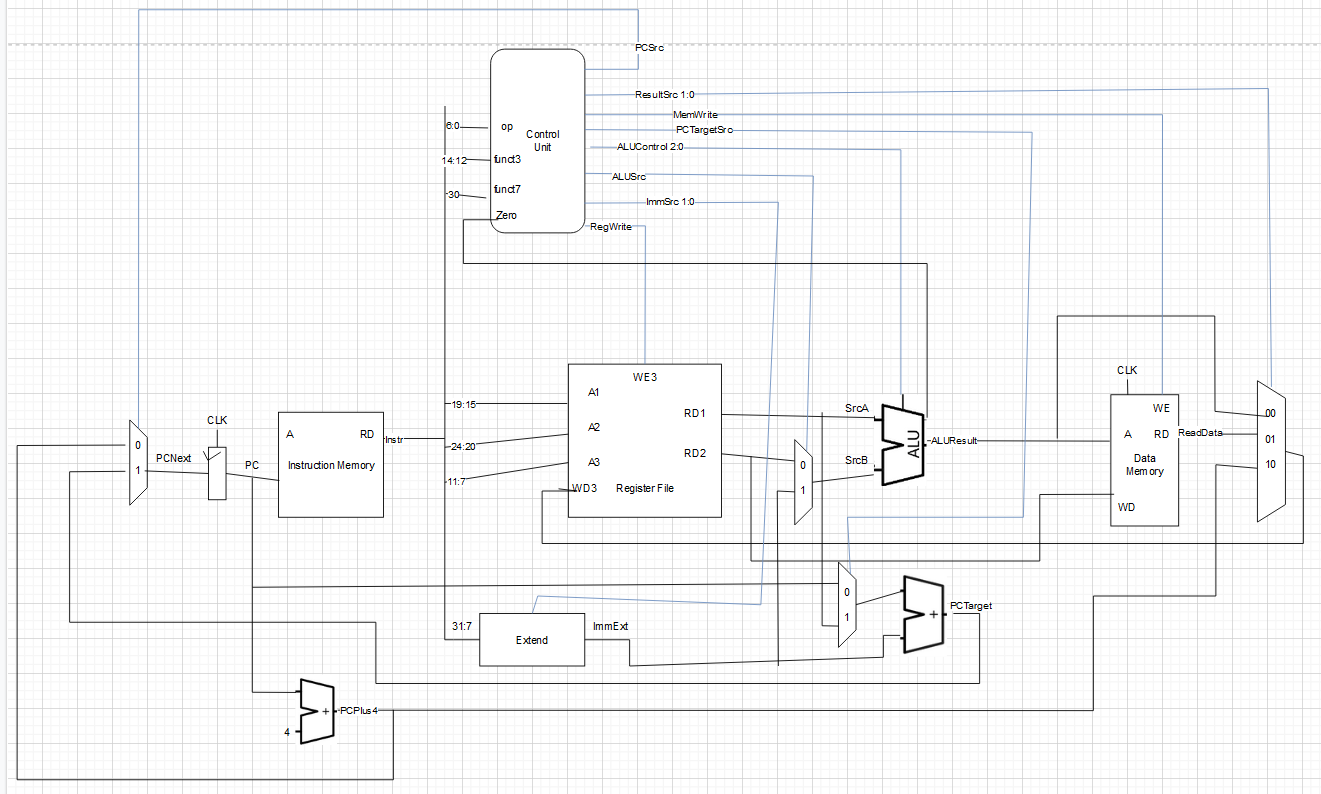 PCSrc
ResultSrc 1:0
MemWrite
PCTargetSrc
ALUControl 2:0
ALUSrc
ImmSrc 1:0
RegWrite
6:0
op
Control
Unit
14:12
funct3
30
funct7
Zero
WE3
A1
A2
A3
WD3
RD1
RD2
Register File
19:15
24:20
11:7
CLK
0
1
PCNext
PC
A
RD
Instruction Memory
Instr
SrcA
SrcB
0
1
ALU
ALUResult
CLK
WE
A
RD
Data
Memory
WD
ReadData
00
01
10
0
1
+
PCTarget
31:7
Extend
ImmExt
+
PCPlus4
4